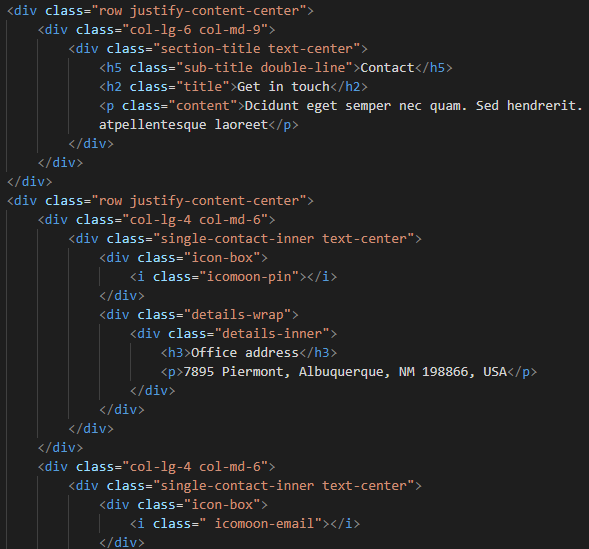 <div class="row justify-content-center">
    <div class="col-lg-6 col-md-9">
        <div class="section-title text-center">
            <h5 class="sub-title double-line">Contact</h5>
            <h2 class="title">Get in touch</h2>
            <p class="content">Dcidunt eget semper nec quam. Sed hendrerit.
            atpellentesque laoreet</p>
        </div>
    </div>
</div>
<div class="row justify-content-center">
    <div class="col-lg-4 col-md-6">
        <div class="single-contact-inner text-center">
            <div class="icon-box">
                <i class="icomoon-pin"></i>
            </div>
            <div class="details-wrap">
                <div class="details-inner">
                    <h3>Office address</h3>
                    <p>7895 Piermont, Albuquerque, NM 198866, USA</p>
                </div>
            </div>
        </div>
    </div>
    <div class="col-lg-4 col-md-6">
        <div class="single-contact-inner text-center">
            <div class="icon-box">
                <i class=" icomoon-email"></i>
            </div>